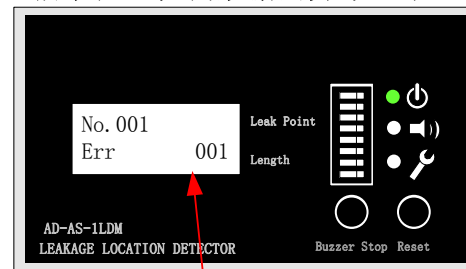 No.001
Err 001
Leak Point
Length
AD-AS-1LDM
LEAKAGE LOCATION DETECTOR
Buzzer Stop Reset